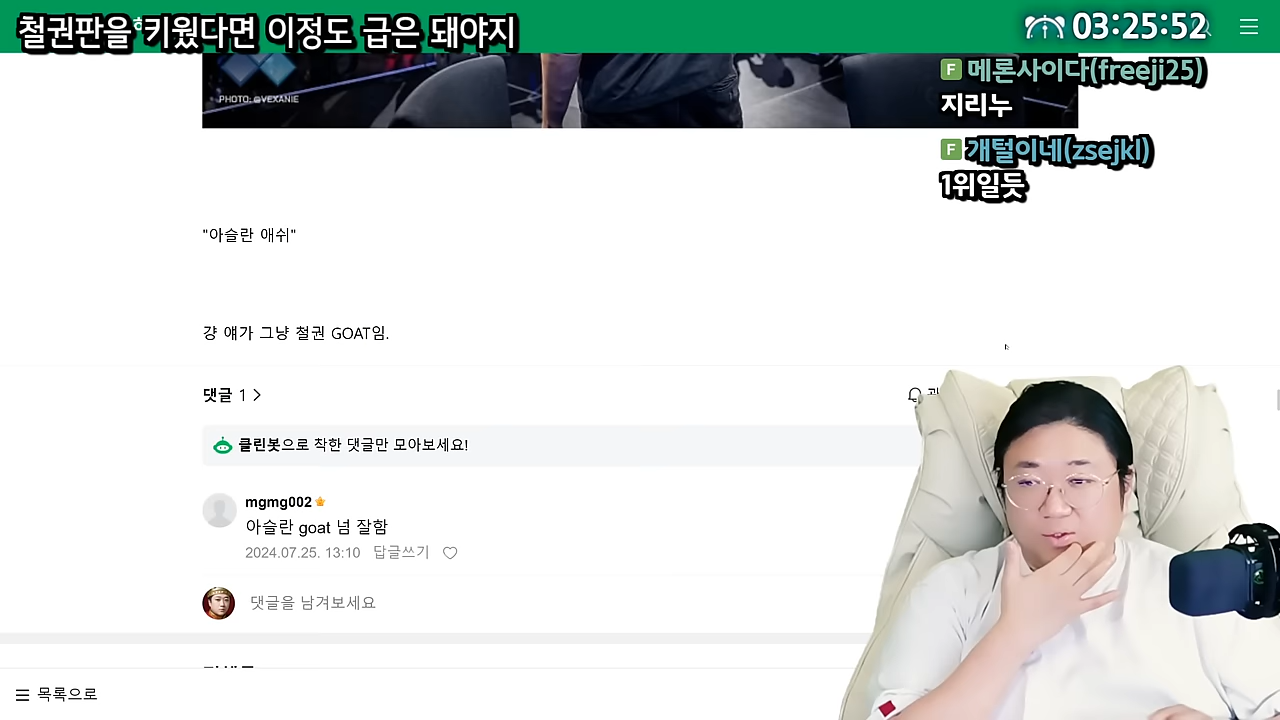 철권판을 키웠다면 이정도 급은 돼야지
03:25:52
F 메론사이다(freeji25)
지리누
F 개털이네(zsejkl)
1위일듯
PHOTO: @VEXANIE
"아슬란 애쉬"
걍 얘가 그냥 철권 GOAT임.
댓글 1
클린봇으로 착한 댓글만 모아보세요!
mgmg002
아슬란 goat 넘 잘함
2024.07.25. 13:10 답글쓰기
댓글을 남겨보세요
목록으로